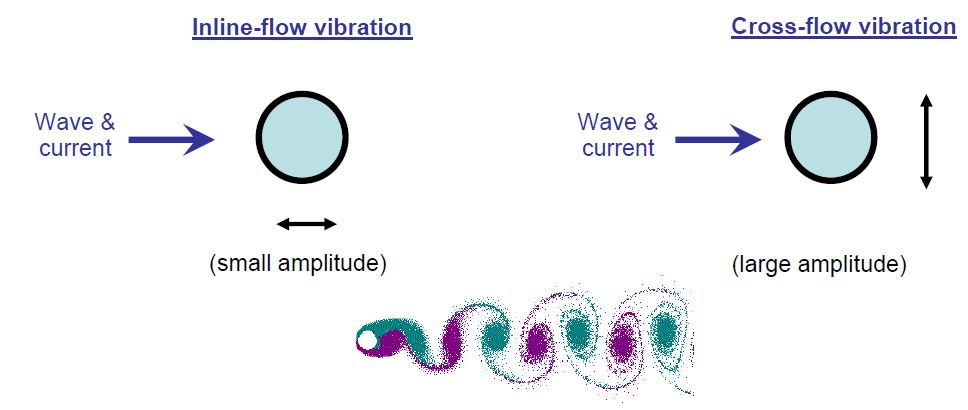 Inline-flow vibration
Cross-flow vibration
Wave &
current
Wave &
current
(small amplitude)
(large amplitude)